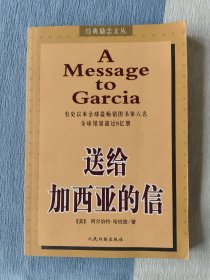 经典励志文丛
A
Message
to
Garcia
有史以来全球最畅销图书第六名
全球销量超过8亿册
送给
加西亚的信
【美】阿尔伯特·哈伯德/著
人民日报出版社